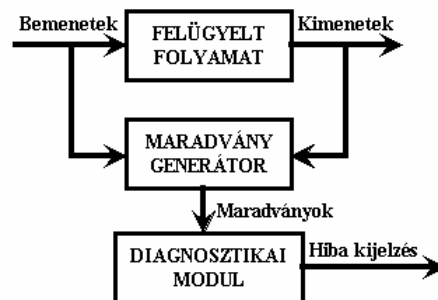 Bemenetek
FELÜGYELT
FOLYAMAT
Kimenetek
MARADVÁNY
GENERÁTOR
Maradványok
DIAGNOSZTIKAI
MODUL
Hiba kijelzés